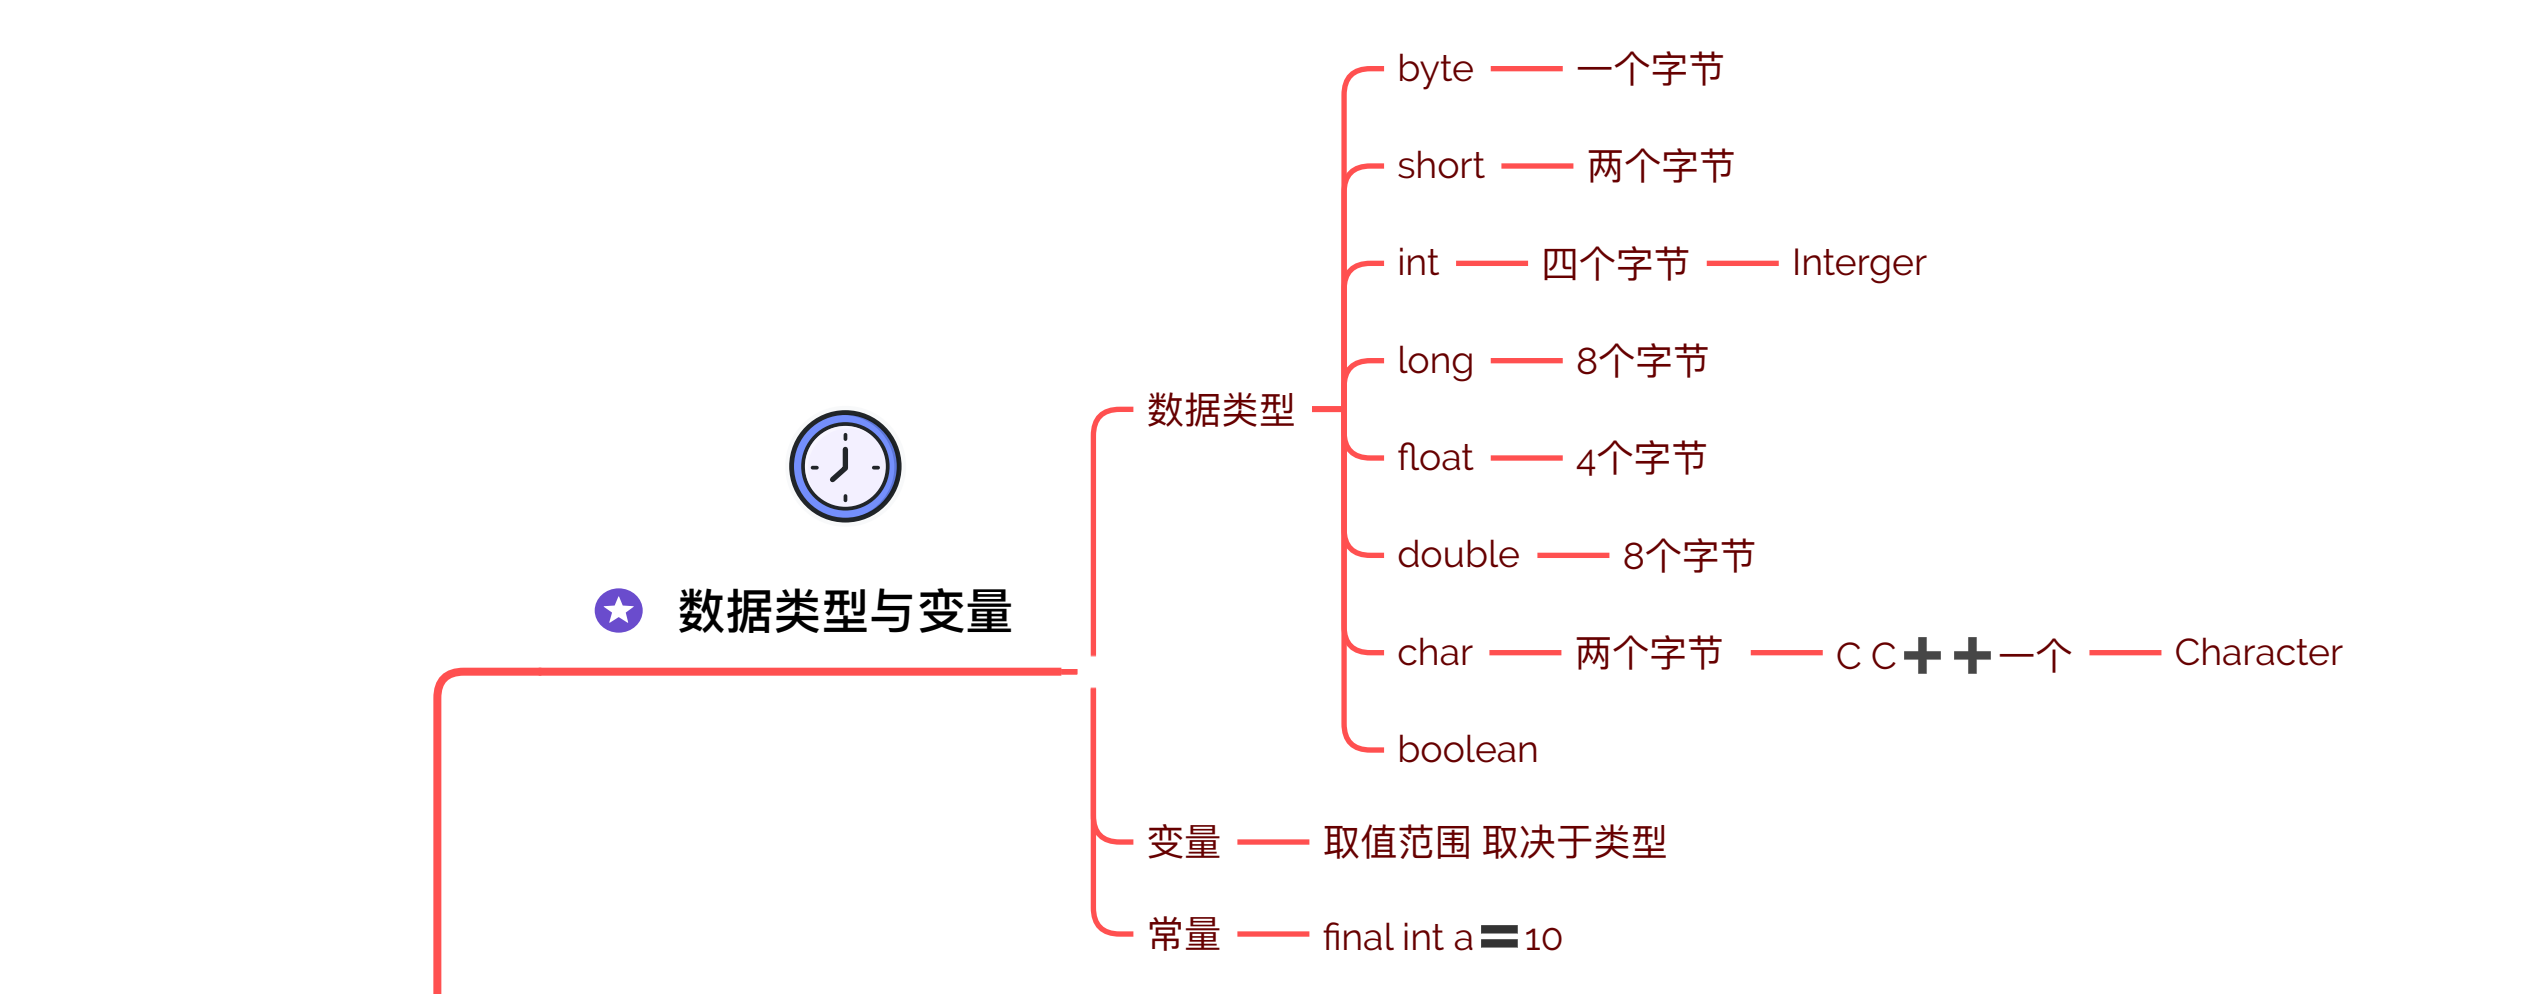 byte 一个字节
short 两个字节
int 四个字节 Interger
long 8个字节
数据类型
float 4个字节
double 8个字节
数据类型与变量
char 两个字节 C C➕ ➕一个 Character
boolean
变量 取值范围 取决于类型
常量 final int a🟰10